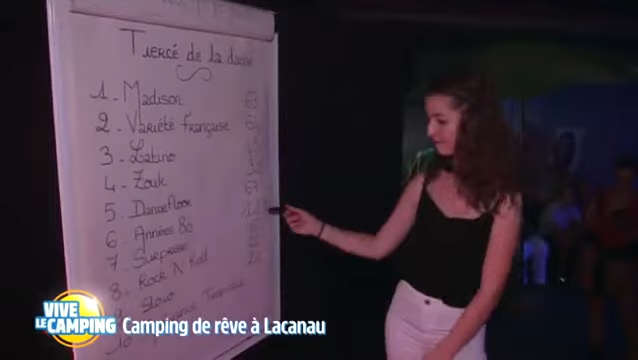 Tiercé de la danse
1 - Madison
2 - Variété Française
3 - Latino
4 - Zouk
5 - Dancefloor
6 - Années 80
7 - Surprise
8 - Rock N Roll
9 - Slow
10
VIVE
LE CAMPING
Camping de rêve à Lacanau